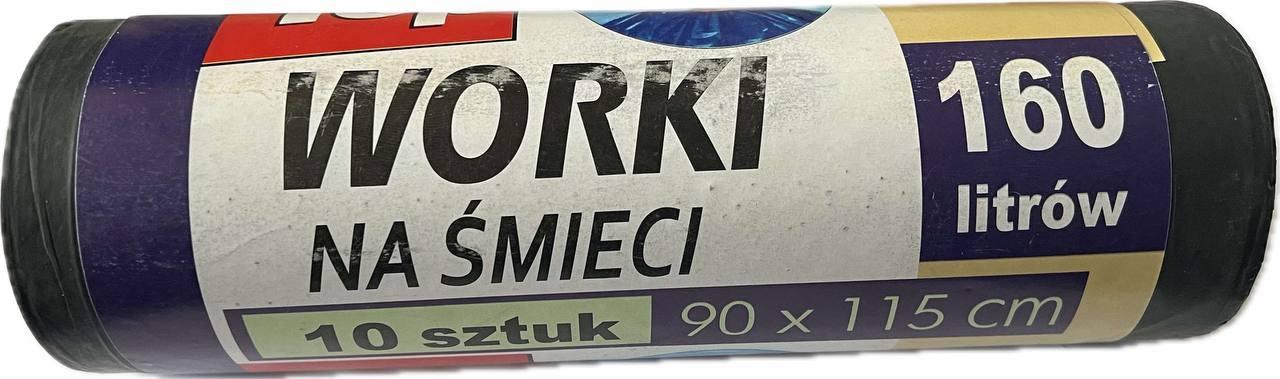 WORKI
NA ŚMIECI
160
litrów
10 sztuk
90 x 115 cm